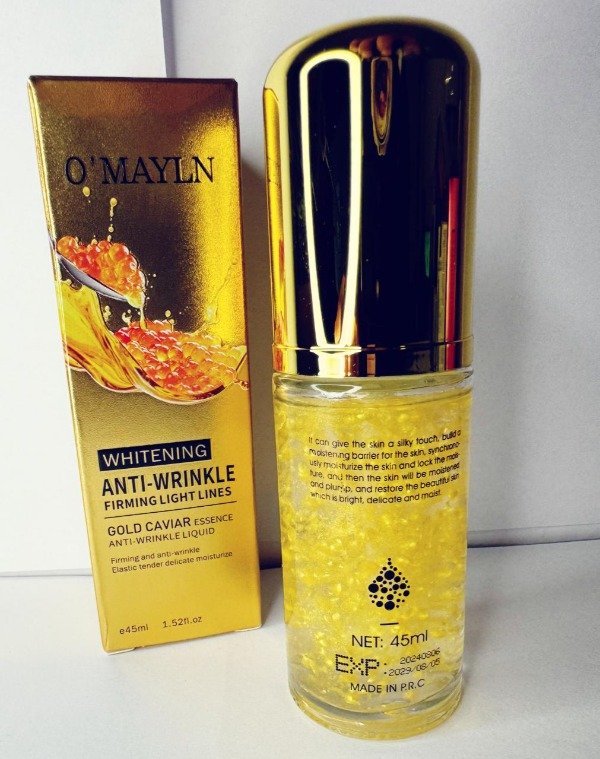 O'MAYLN
WHITENING
ANTI-WRINKLE
FIRMING LIGHT LINES
GOLD CAVIAR ESSENCE
ANTI-WRINKLE LIQUID
Firming and anti-wrinkle
Elastic tender delicate moisturize
e45ml 1.52fl.oz
It can give the skin a silky touch, build a
moistening barrier for the skin, synchrono-
usly moisturize the skin and lock the mois-
ture, and then the skin will be moistened
and plump, and restore the beautiful skin
which is bright, delicate and moist.
NET: 45ml
20240906
EXP: 2029/09/05
MADE IN P.R.C